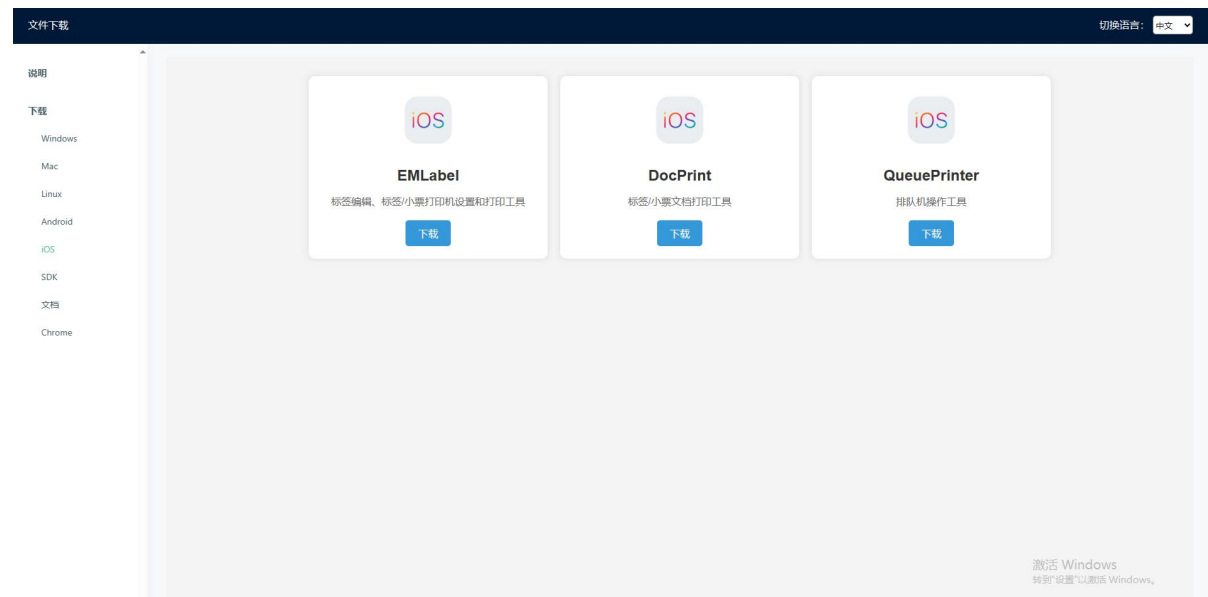 文件下载
切换语言: 中文
说明
下载
Windows
Mac
Linux
Android
iOS
SDK
文档
Chrome
iOS
EMLabel
标签编辑、标签/小票打印机设置和打印工具
下载
iOS
DocPrint
标签/小票文档打印工具
下载
iOS
QueuePrinter
排队机操作工具
下载
激活 Windows
转到"设置"以激活 Windows。